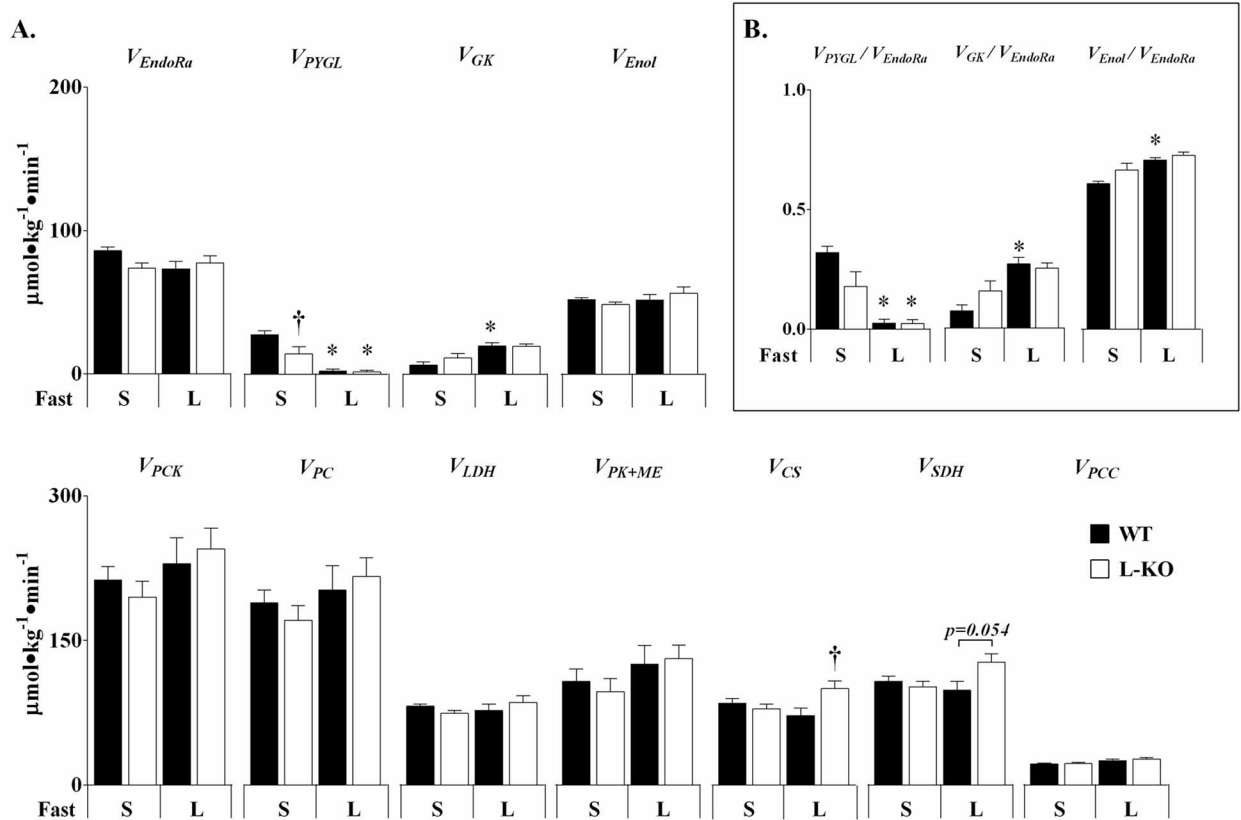 A.
V_EndoRa V_PYGL V_GK V_Enol
200
100
0
μmol•kg⁻¹•min⁻¹
†
* * *
Fast S L S L S L S L
B.
V_PYGL / V_EndoRa V_GK / V_EndoRa V_Enol / V_EndoRa
1.0
0.5
0.0
* * * *
Fast S L S L S L
V_PCK V_PC V_LDH V_PK+ME V_CS V_SDH V_PCC
300
150
0
μmol•kg⁻¹•min⁻¹
†
p=0.054
WT
L-KO
Fast S L S L S L S L S L S L S L